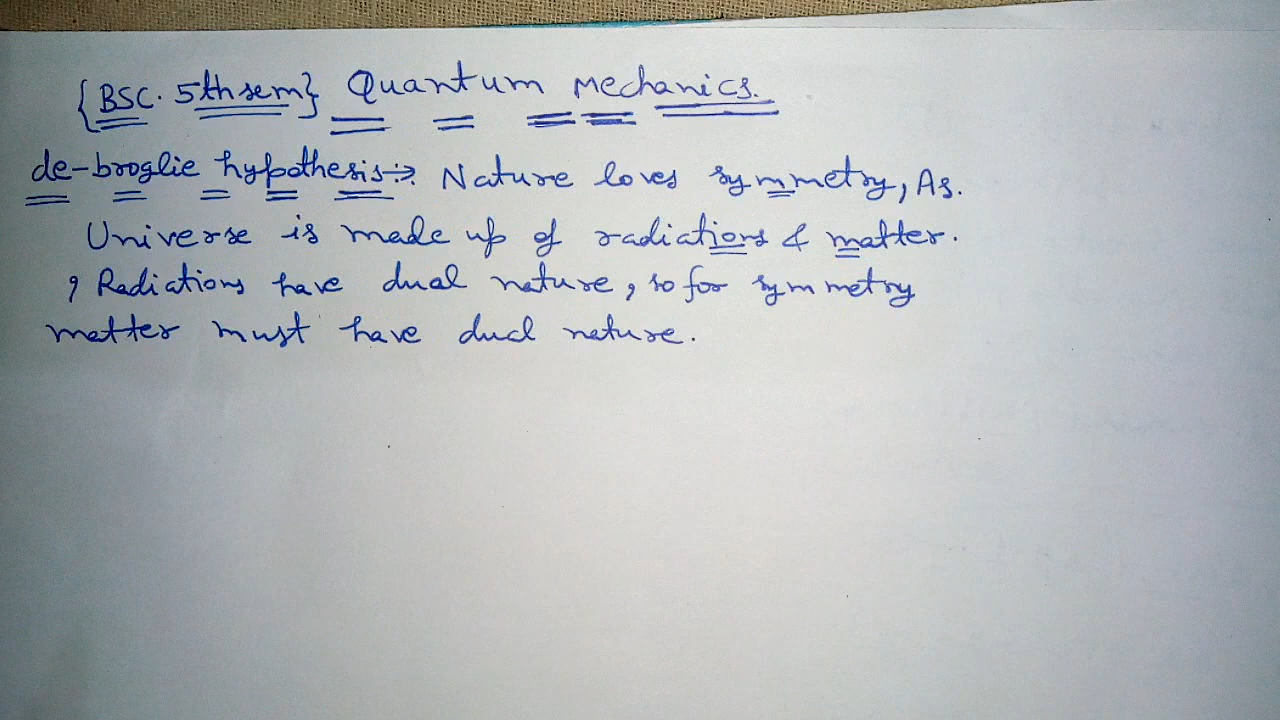 {BSC. 5th sem} Quantum Mechanics.
de-broglie hypothesis:→. Nature loves symmetry, As.
Universe is made up of radiations & matter.
, Radiations have dual nature, so for symmetry
matter must have dual nature.